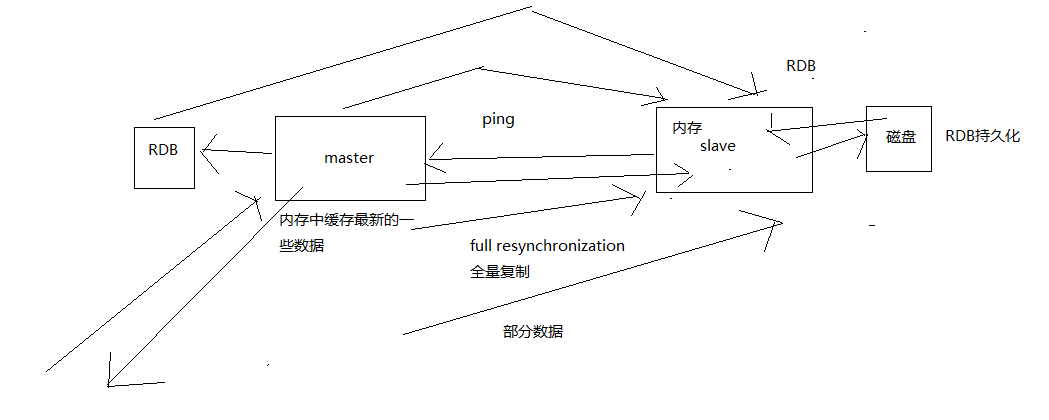 RDB
ping
RDB
master
内存
slave
磁盘
RDB持久化
内存中缓存最新的一
些数据
full resynchronization
全量复制
部分数据